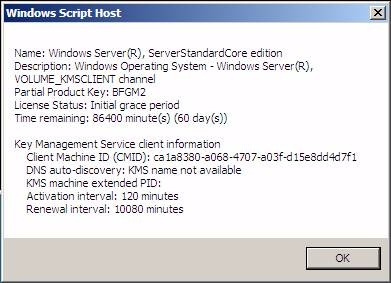 Windows Script Host
Name: Windows Server(R), ServerStandardCore edition
Description: Windows Operating System - Windows Server(R),
VOLUME_KMSCLIENT channel
Partial Product Key: BFGM2
License Status: Initial grace period
Time remaining: 86400 minute(s) (60 day(s))
Key Management Service client information
Client Machine ID (CMID): ca1a8380-a068-4707-a03f-d15e8dd4d7f1
DNS auto-discovery: KMS name not available
KMS machine extended PID:
Activation interval: 120 minutes
Renewal interval: 10080 minutes
OK